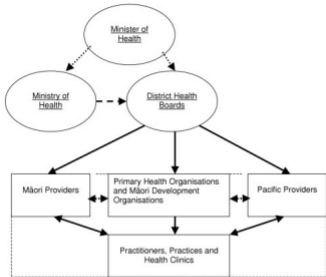 Minister of
Health
Ministry of
Health
District Health
Boards
Māori Providers
Primary Health Organisations
and Māori Development
Organisations
Pacific Providers
Practitioners, Practices and
Health Clinics